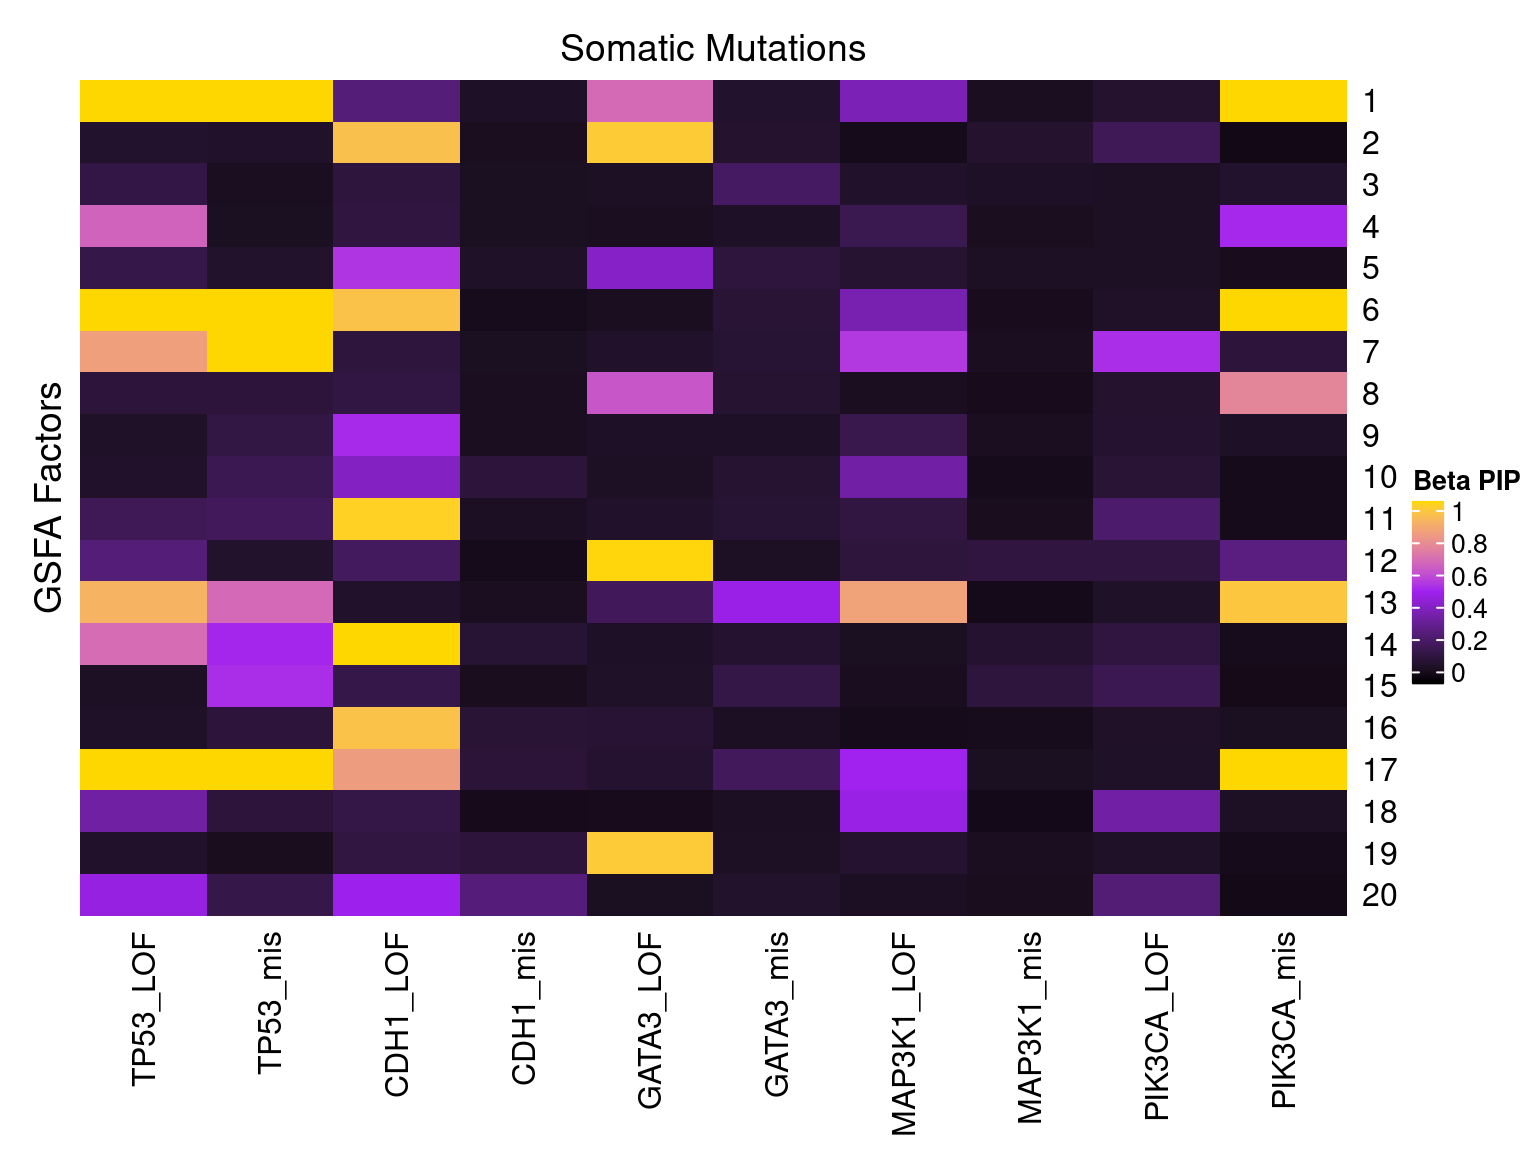 Somatic Mutations
GSFA Factors
1
2
3
4
5
6
7
8
9
10
11
12
13
14
15
16
17
18
19
20
TP53_LOF
TP53_mis
CDH1_LOF
CDH1_mis
GATA3_LOF
GATA3_mis
MAP3K1_LOF
MAP3K1_mis
PIK3CA_LOF
PIK3CA_mis
Beta PIP
1
0.8
0.6
0.4
0.2
0